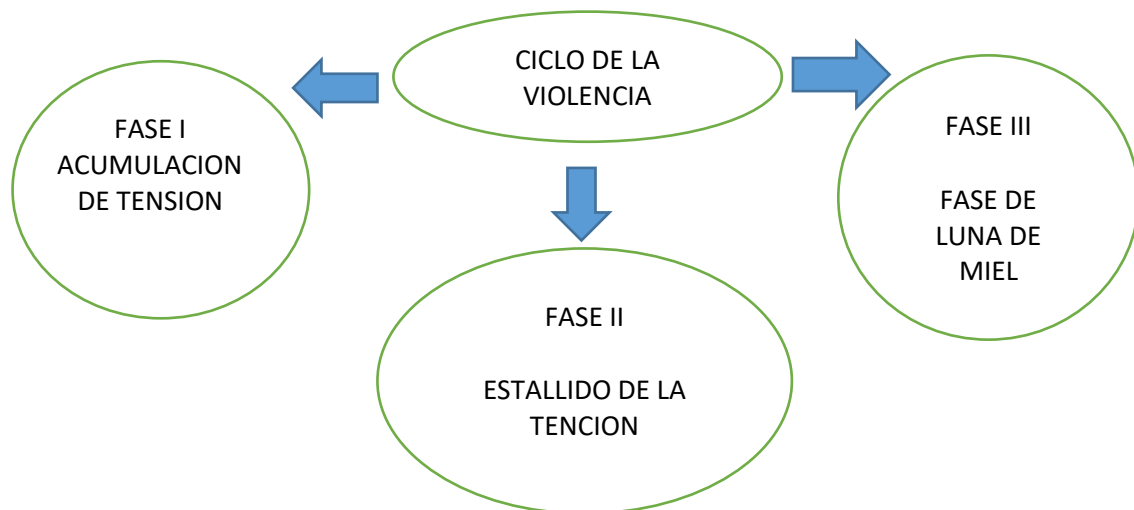 CICLO DE LA
VIOLENCIA
FASE I
ACUMULACION
DE TENSION
FASE II
ESTALLIDO DE LA
TENCION
FASE III
FASE DE
LUNA DE
MIEL